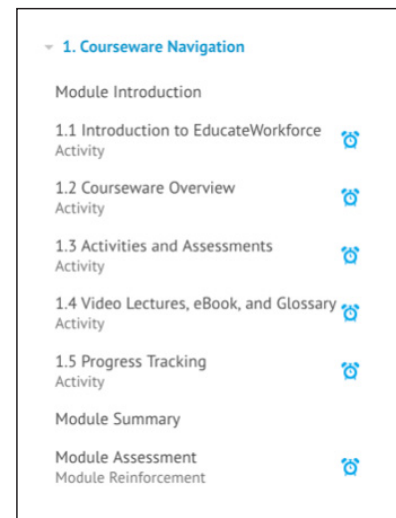 1. Courseware Navigation
Module Introduction
1.1 Introduction to EducateWorkforce
Activity
1.2 Courseware Overview
Activity
1.3 Activities and Assessments
Activity
1.4 Video Lectures, eBook, and Glossary
Activity
1.5 Progress Tracking
Activity
Module Summary
Module Assessment
Module Reinforcement